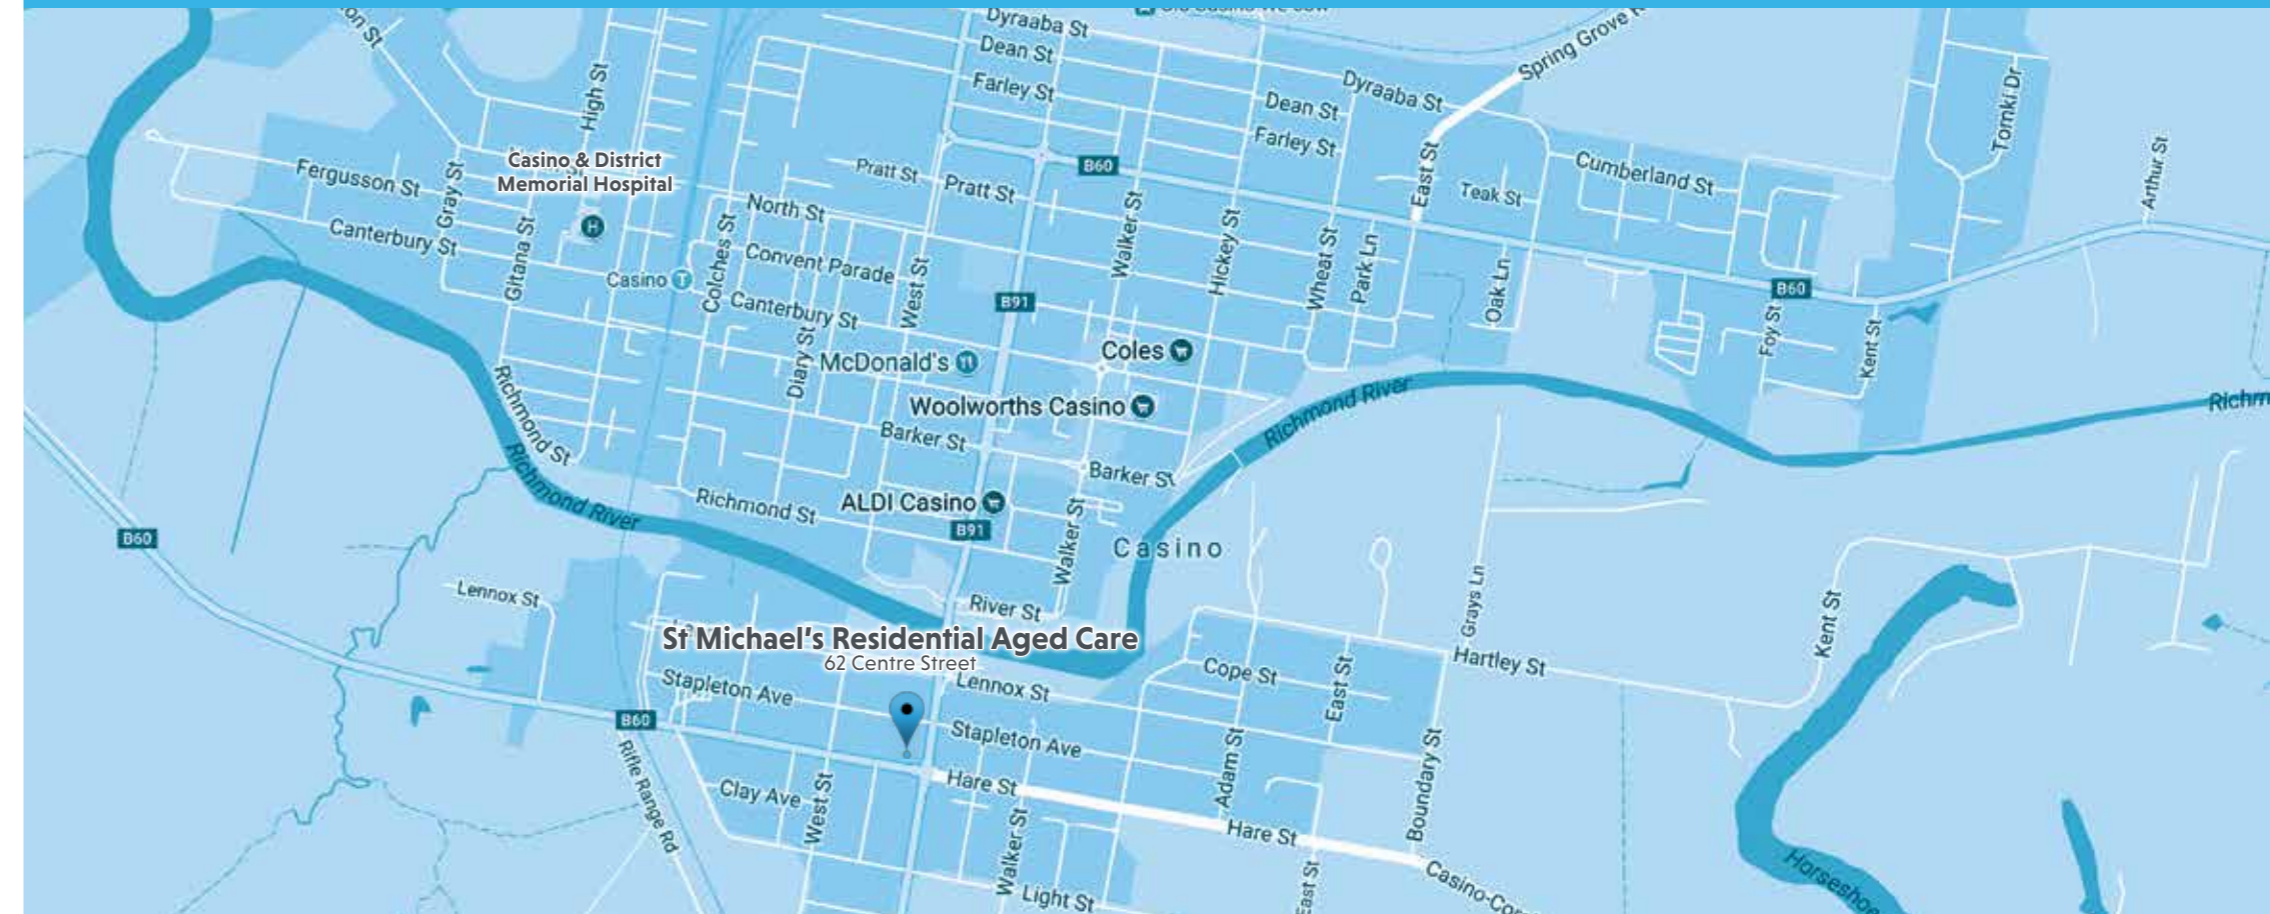 Dyraaba St
Dean St
Farley St
Spring Grove
Dyraaba St
Dean St
Farley St
High St
Tomki Dr
Casino & District
Memorial Hospital
H
Fergusson St
Gray St
Canterbury St
Gitana St
Pratt St
Pratt St
B60
North St
Walker St
East St
Teak St
Cumberland St
Arthur St
Casino
T
Colches St
Convent Parade
West St
Hickey St
Wheat St
Park Ln
Oak Ln
B91
B60
Canterbury St
Foy St
Kent St
Diary St
McDonald's
Coles
Woolworths Casino
Richmond St
Richmond River
Richmond River
Barker St
Barker St
ALDI Casino
Richmond St
B91
Walker St
Casino
B60
Lennox St
River St
Grays Ln
Kent St
St Michael's Residential Aged Care
62 Centre Street
Stapleton Ave
Lennox St
Cope St
East St
Hartley St
B60
Stapleton Ave
Rifle Range Rd
Clay Ave
West St
Hare St
Adam St
Boundary St
Walker St
Hare St
Light St
East St
Horseshoe